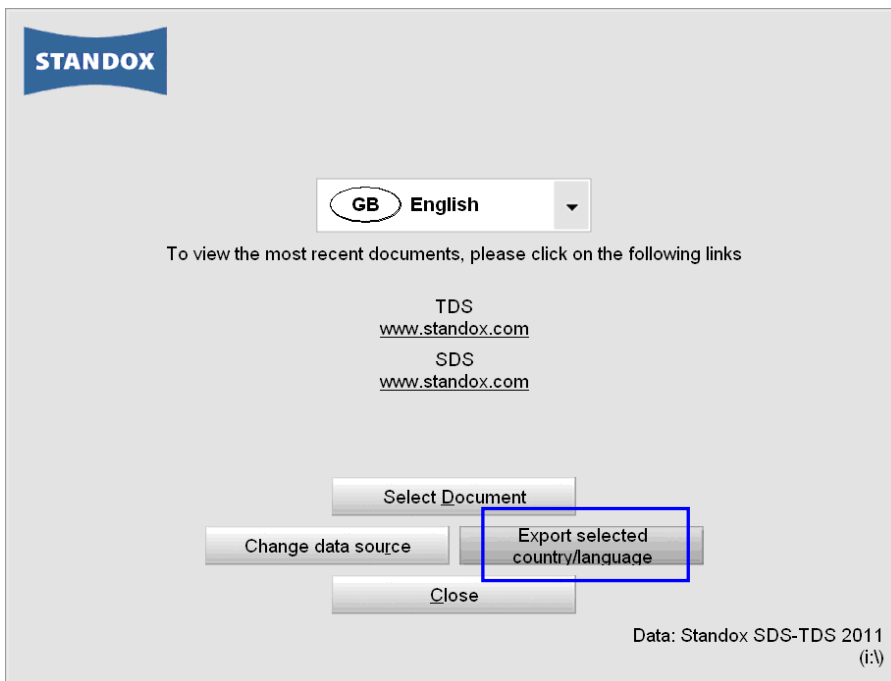 STANDOX
GB English
To view the most recent documents, please click on the following links
TDS
www.standox.com
SDS
www.standox.com
Select Document
Change data source
Export selected
country/language
Close
Data: Standox SDS-TDS 2011
(i:\)